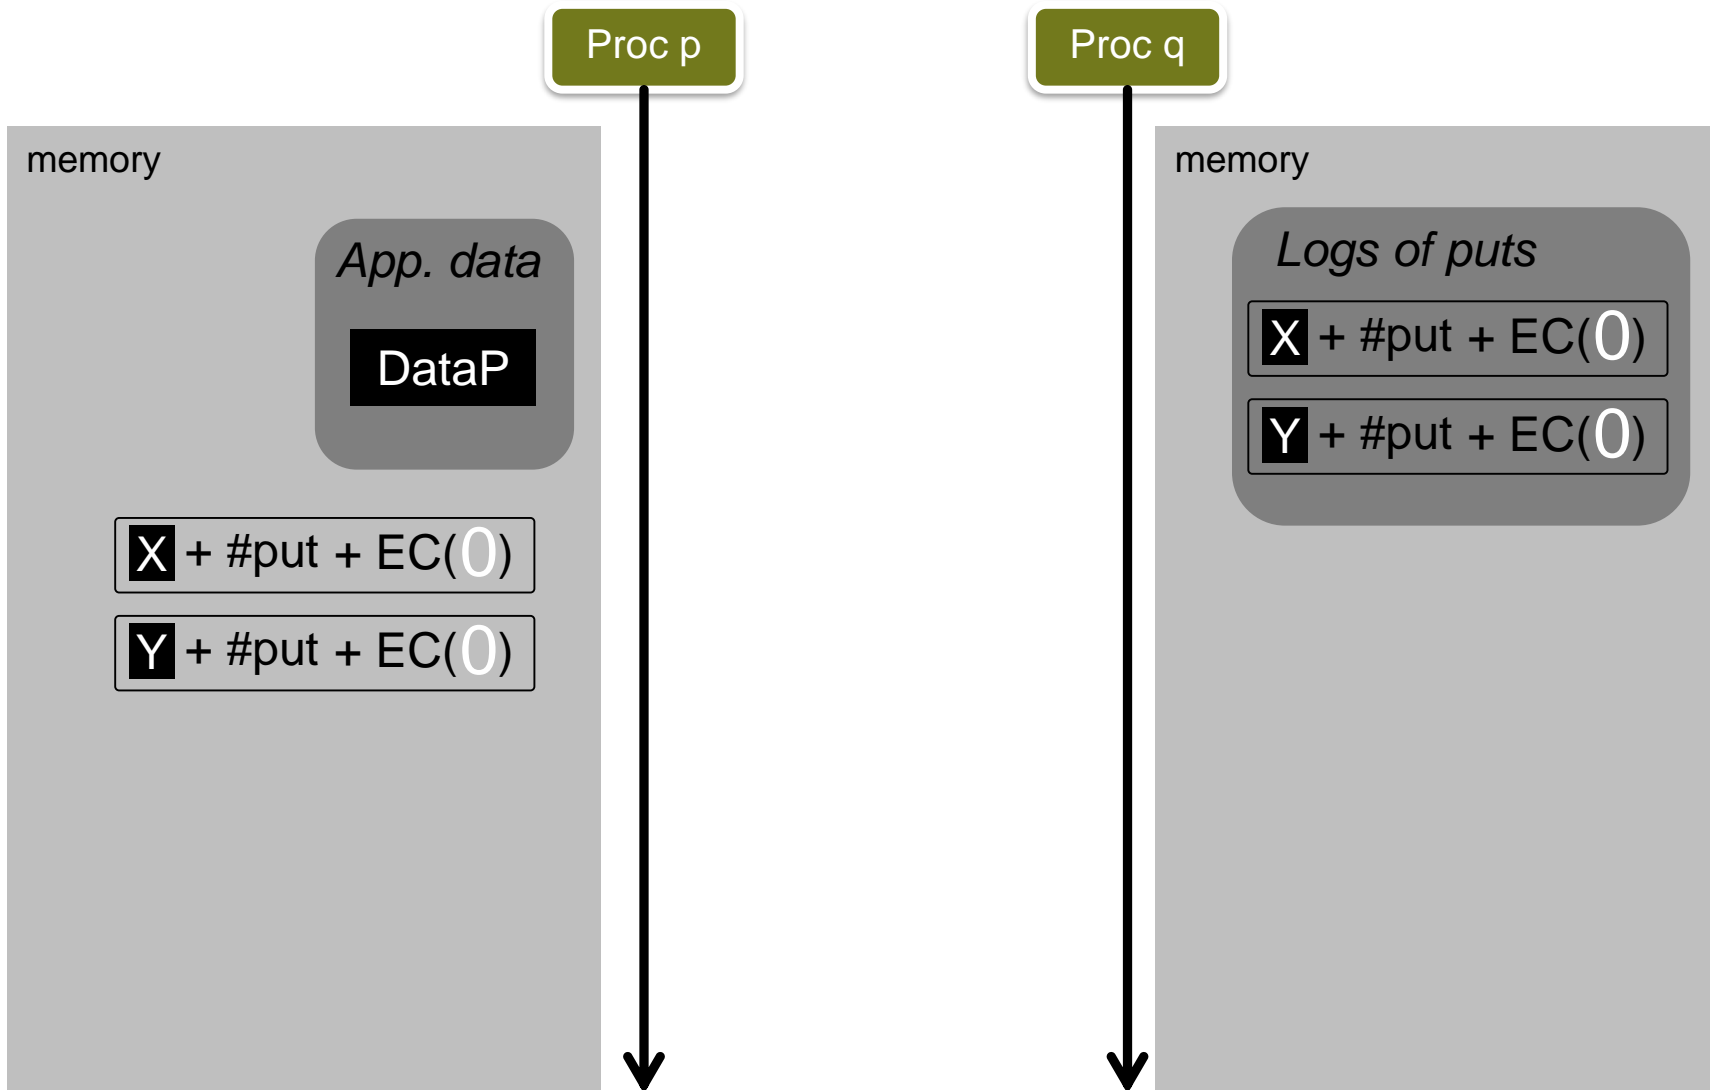 Proc p
Proc q
memory
memory
App. data
DataP
Logs of puts
X + #put + EC(0)
Y + #put + EC(0)
X + #put + EC(0)
Y + #put + EC(0)